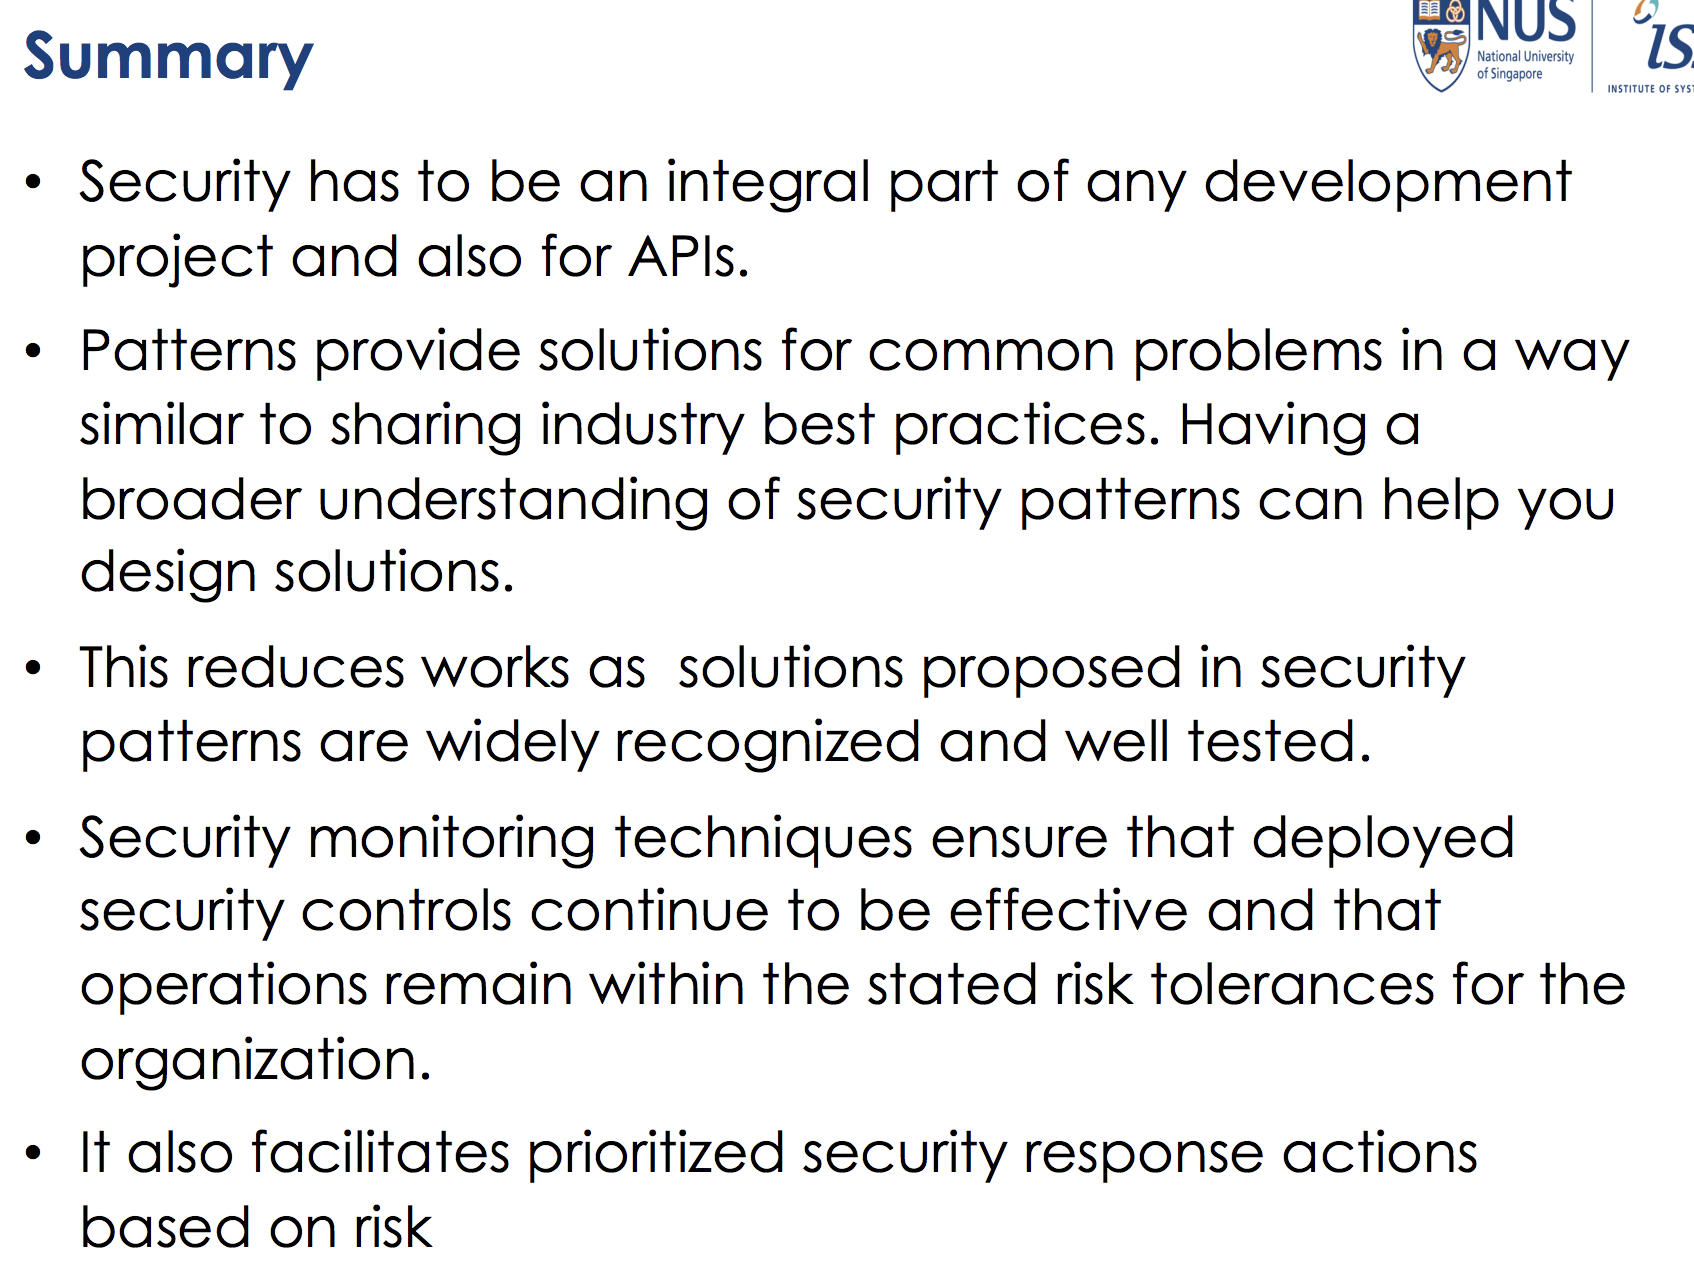 Summary
NUS
National University
of Singapore
INSTITUTE OF
• Security has to be an integral part of any development
project and also for APIs.
• Patterns provide solutions for common problems in a way
similar to sharing industry best practices. Having a
broader understanding of security patterns can help you
design solutions.
• This reduces works as  solutions proposed in security
patterns are widely recognized and well tested.
• Security monitoring techniques ensure that deployed
security controls continue to be effective and that
operations remain within the stated risk tolerances for the
organization.
• It also facilitates prioritized security response actions
based on risk